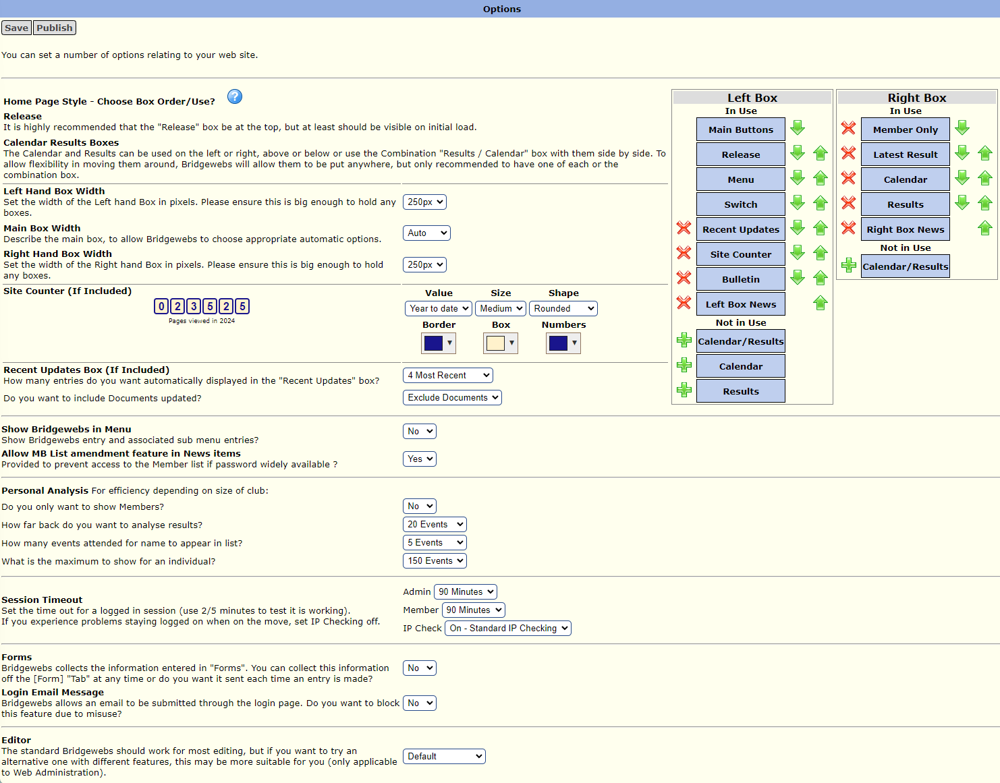 Options
Save Publish
You can set a number of options relating to your web site.
Home Page Style - Choose Box Order/Use? ?
Release
It is highly recommended that the "Release" box be at the top, but at least should be visible on initial load.
Calendar Results Boxes
The Calendar and Results can be used on the left or right, above or below or use the Combination "Results / Calendar" box with them side by side. To
allow flexibility in moving them around, Bridgewebs will allow them to be put anywhere, but only recommended to have one of each or the
combination box.
Left Hand Box Width
Set the width of the Left hand Box in pixels. Please ensure this is big enough to hold any
boxes.
250px
Main Box Width
Describe the main box, to allow Bridgewebs to choose appropriate automatic options.
Auto
Right Hand Box Width
Set the width of the Right hand Box in pixels. Please ensure this is big enough to hold
any boxes.
250px
Site Counter (If Included)
0 2 3 5 2 5
Pages viewed in 2024
Value Size Shape
Year to date Medium Rounded
Border Box Numbers
Recent Updates Box (If Included)
How many entries do you want automatically displayed in the "Recent Updates" box?
4 Most Recent
Do you want to include Documents updated?
Exclude Documents
Left Box
In Use
Main Buttons
Release
Menu
Switch
Recent Updates
Site Counter
Bulletin
Left Box News
Not in Use
Calendar/Results
Calendar
Results
Right Box
In Use
Member Only
Latest Result
Calendar
Results
Right Box News
Not in Use
Calendar/Results
Show Bridgewebs in Menu
Show Bridgewebs entry and associated sub menu entries?
No
Allow MB List amendment feature in News items
Provided to prevent access to the Member list if password widely available ?
Yes
Personal Analysis For efficiency depending on size of club:
Do you only want to show Members?
No
How far back do you want to analyse results?
20 Events
How many events attended for name to appear in list?
5 Events
What is the maximum to show for an individual?
150 Events
Session Timeout
Set the time out for a logged in session (use 2/5 minutes to test it is working).
If you experience problems staying logged on when on the move, set IP Checking off.
Admin 90 Minutes
Member 90 Minutes
IP Check On - Standard IP Checking
Forms
Bridgewebs collects the information entered in "Forms". You can collect this information
off the [Form] "Tab" at any time or do you want it sent each time an entry is made?
No
Login Email Message
Bridgewebs allows an email to be submitted through the login page. Do you want to block
this feature due to misuse?
No
Editor
The standard Bridgewebs should work for most editing, but if you want to try an
alternative one with different features, this may be more suitable for you (only applicable
to Web Administration).
Default